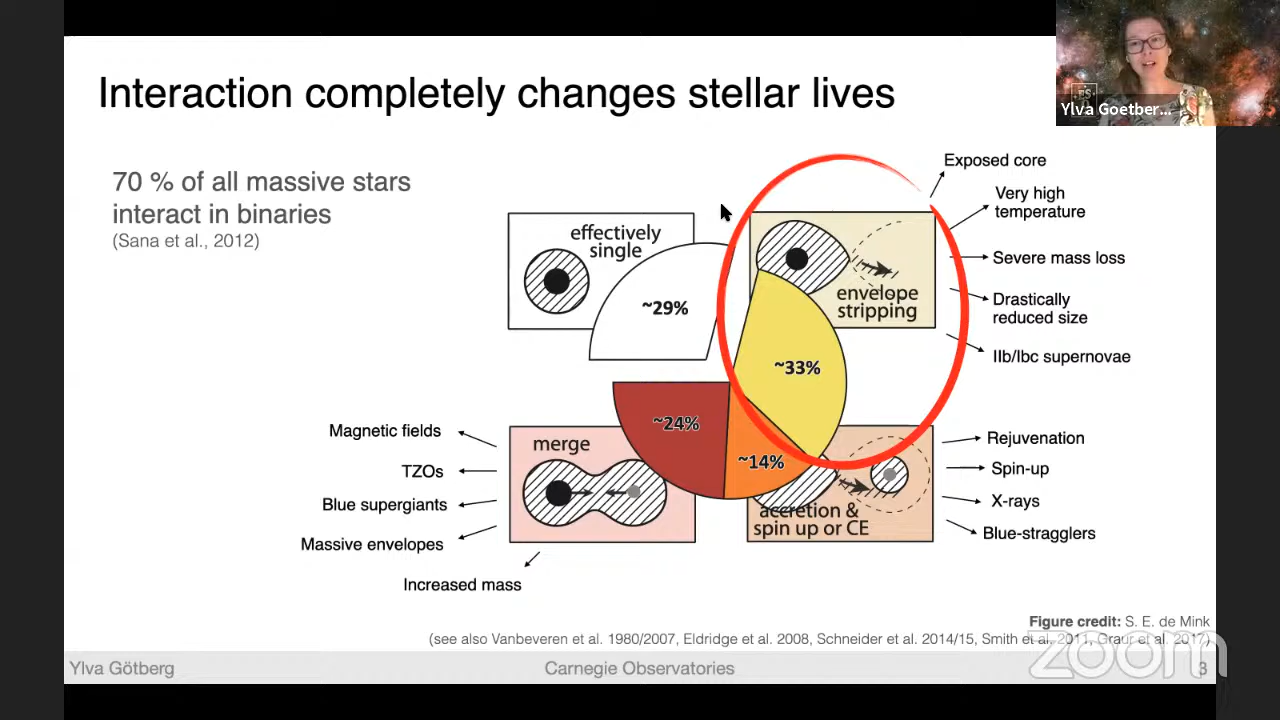 Interaction completely changes stellar lives
Ylva Goetber...
70 % of all massive stars
interact in binaries
(Sana et al., 2012)
effectively
single
~29%
envelope
stripping
~33%
Exposed core
Very high
temperature
Severe mass loss
Drastically
reduced size
IIb/Ibc supernovae
merge
~24%
~14%
accretion &
spin up or CE
Magnetic fields
TZOs
Blue supergiants
Massive envelopes
Increased mass
Rejuvenation
Spin-up
X-rays
Blue-stragglers
Figure credit: S. E. de Mink
(see also Vanbeveren et al. 1980/2007, Eldridge et al. 2008, Schneider et al. 2014/15, Smith et al. 2011, Graur et al. 2017)
Ylva Götberg
Carnegie Observatories
3
zoom